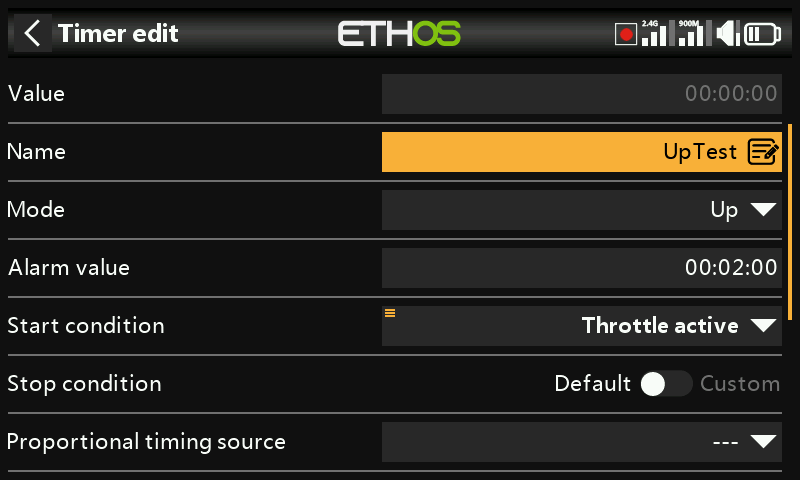 Timer edit
ETHOS
2.4G
900M
Value
00:00:00
Name
UpTest
Mode
Up
Alarm value
00:02:00
Start condition
Throttle active
Stop condition
Default
Custom
Proportional timing source
---